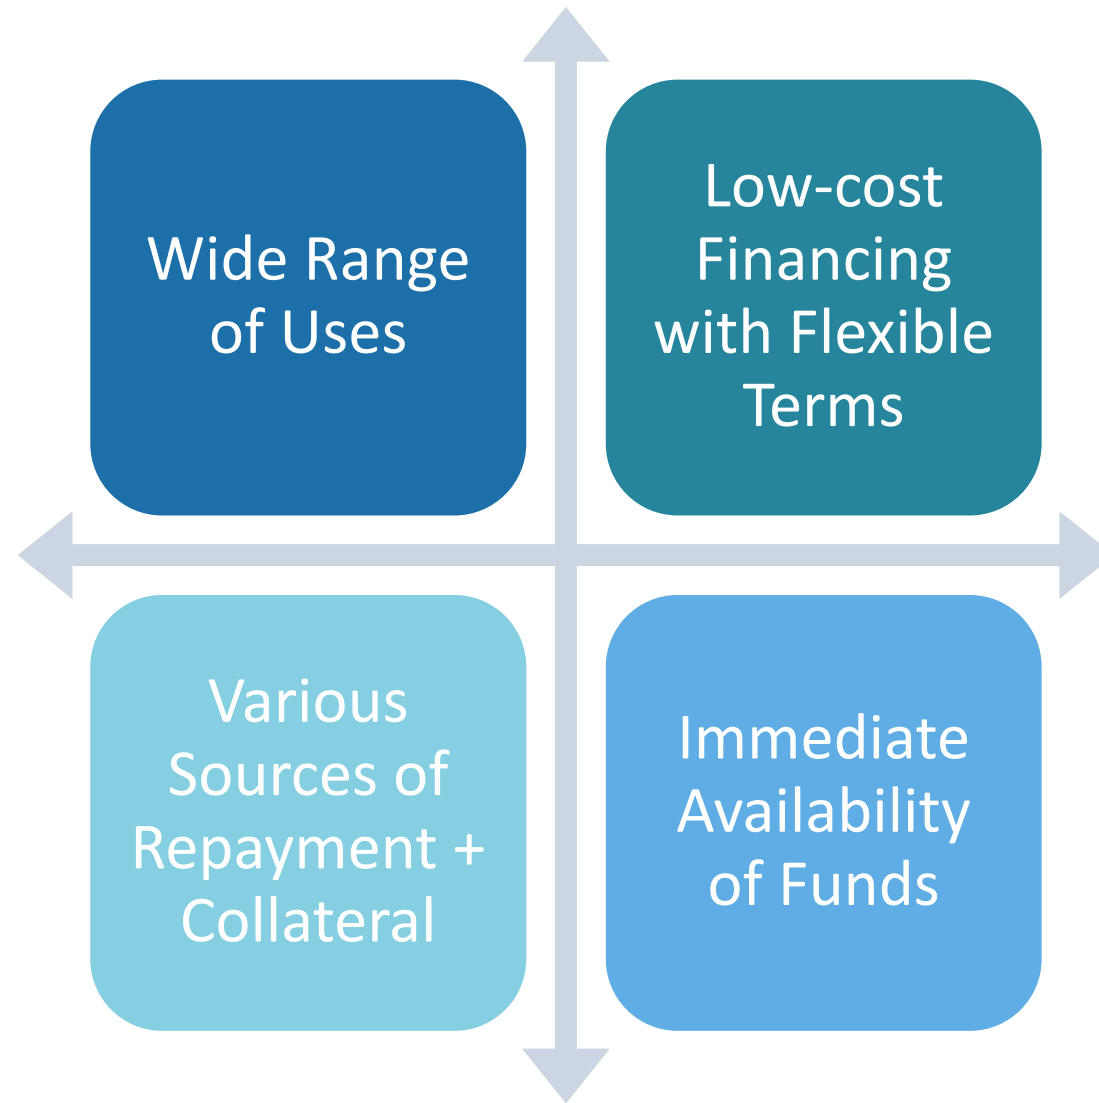 Wide Range
of Uses
Low-cost
Financing
with Flexible
Terms
Various
Sources of
Repayment +
Collateral
Immediate
Availability
of Funds